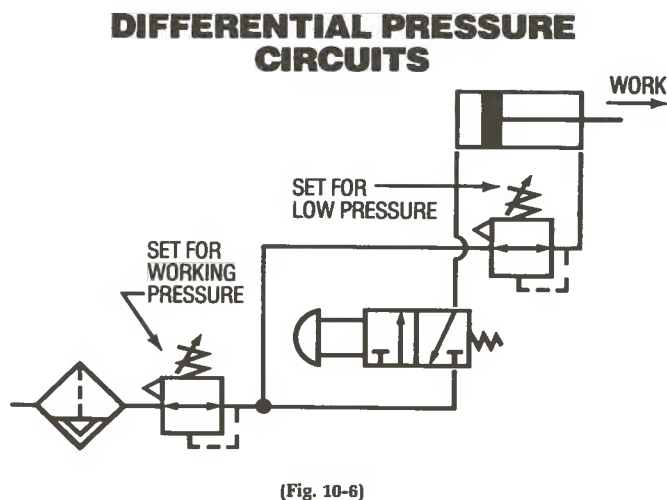 DIFFERENTIAL PRESSURE
CIRCUITS
WORK
SET FOR
LOW PRESSURE
SET FOR
WORKING
PRESSURE
(Fig. 10-6)